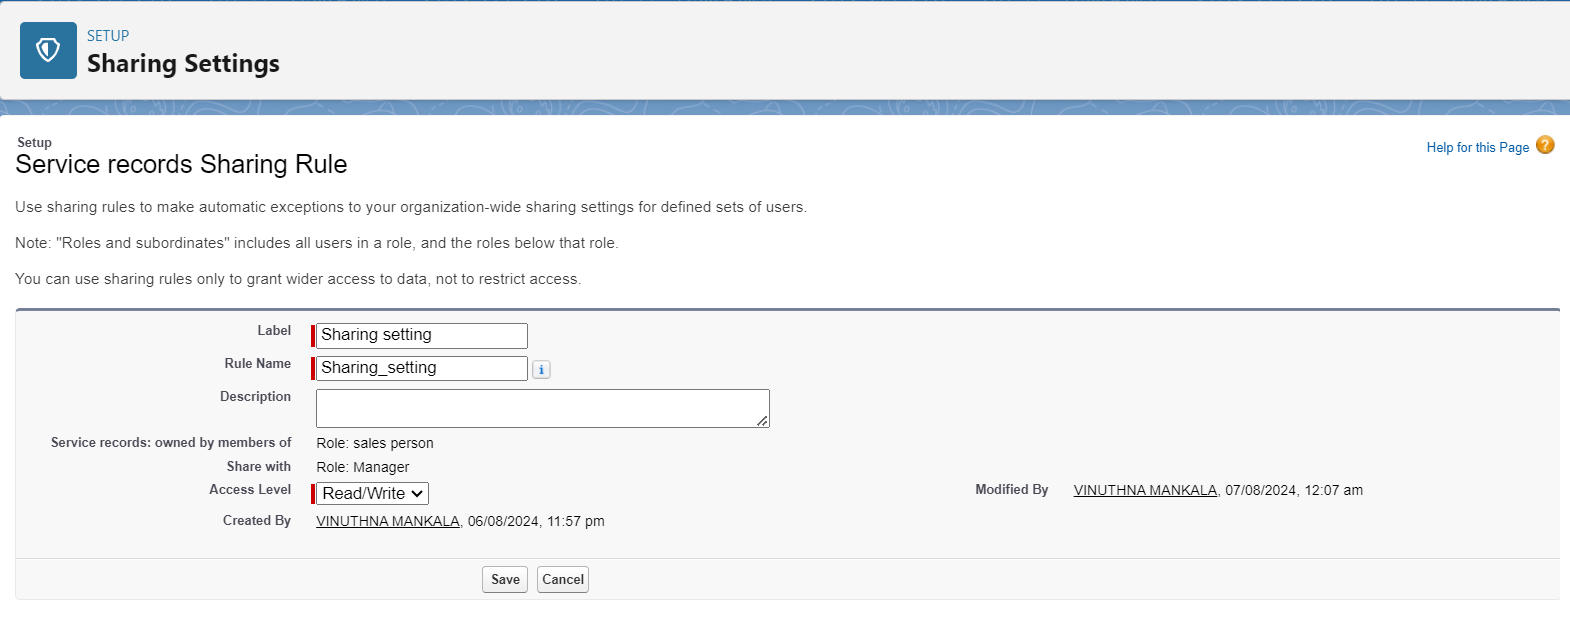 SETUP
Sharing Settings
Setup
Service records Sharing Rule
Help for this Page ?
Use sharing rules to make automatic exceptions to your organization-wide sharing settings for defined sets of users.
Note: "Roles and subordinates" includes all users in a role, and the roles below that role.
You can use sharing rules only to grant wider access to data, not to restrict access.
Label Sharing setting
Rule Name Sharing_setting i
Description
Service records: owned by members of Role: sales person
Share with Role: Manager
Access Level Read/Write Modified By VINUTHNA MANKALA, 07/08/2024, 12:07 am
Created By VINUTHNA MANKALA, 06/08/2024, 11:57 pm
Save Cancel